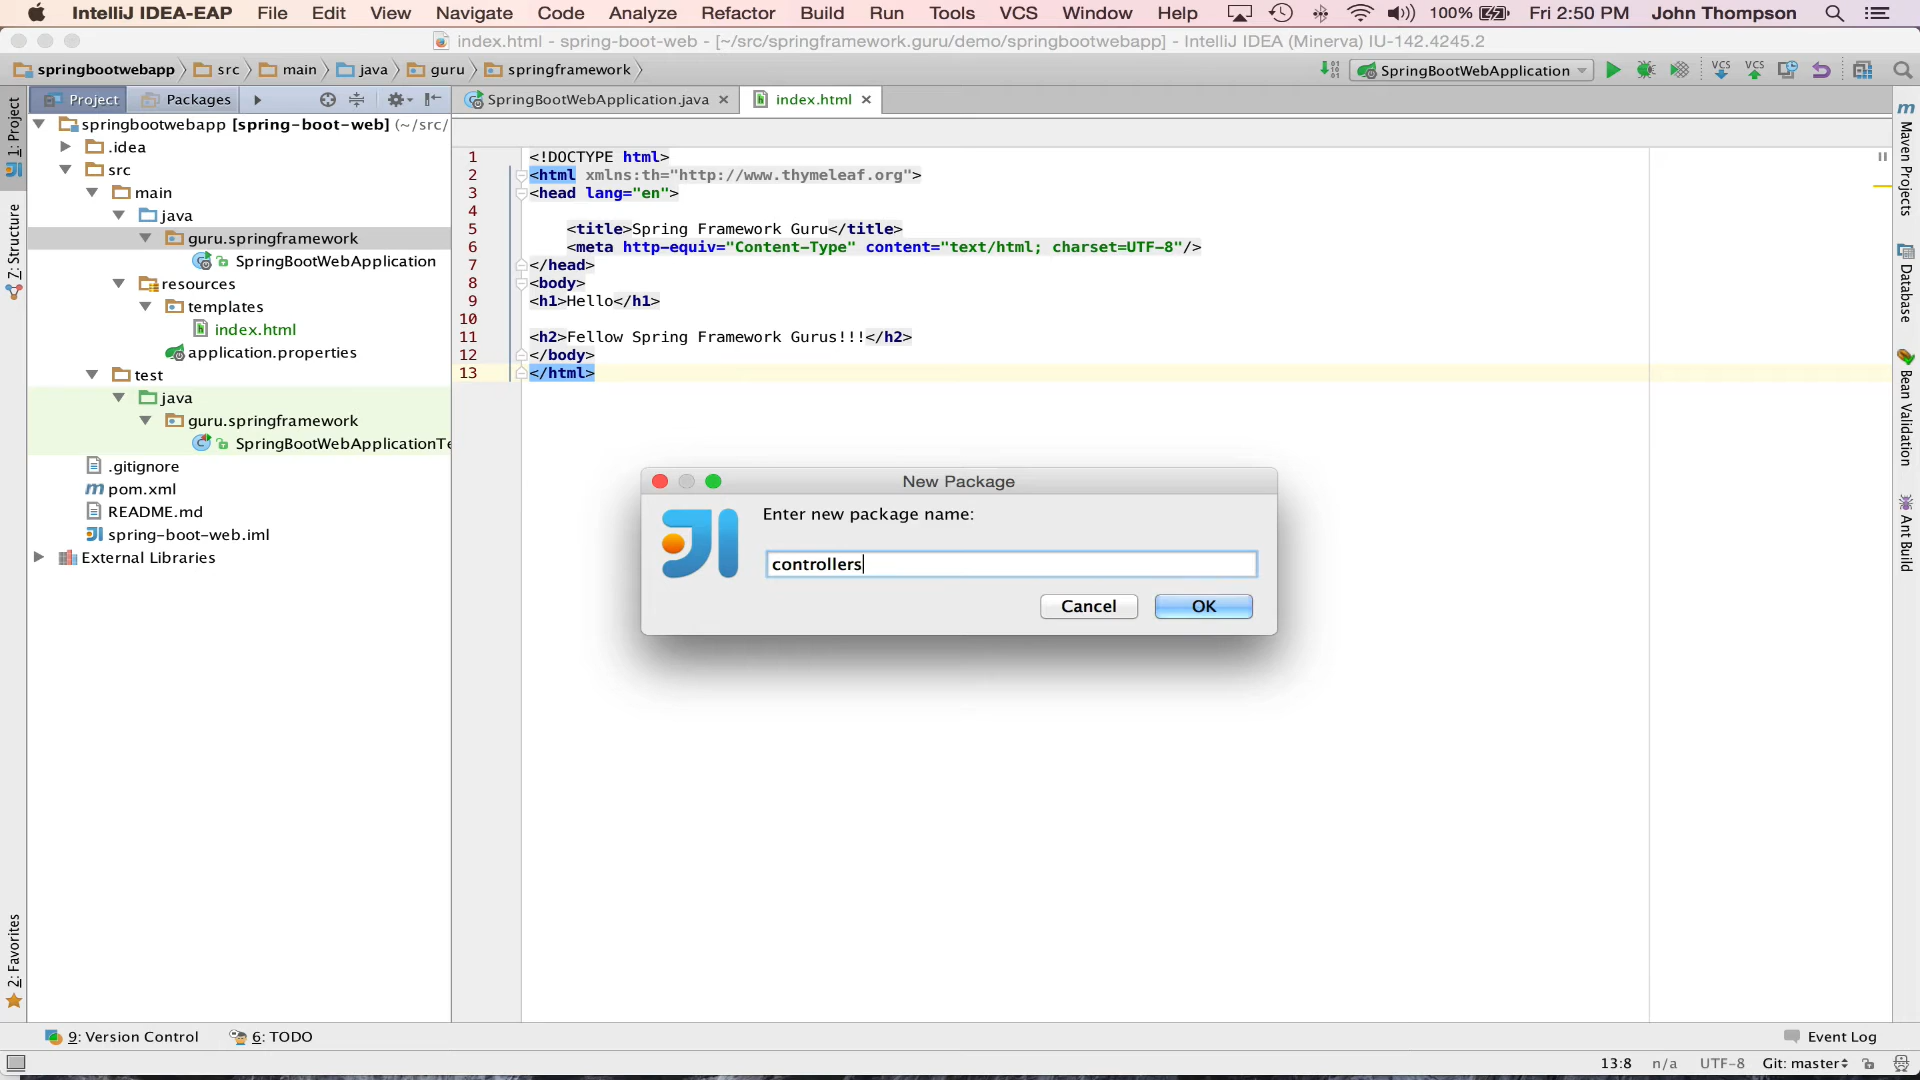 IntelliJ IDEA-EAP File Edit View Navigate Code Analyze Refactor Build Run Tools VCS Window Help 100% Fri 2:50 PM John Thompson
index.html - spring-boot-web - [~/src/springframework.guru/demo/springbootwebapp] - IntelliJ IDEA (Minerva) IU-142.4245.2
springbootwebapp src main java guru springframework SpringBootWebApplication VCS VCS
1: Project
Z: Structure
2: Favorites
Project Packages
springbootwebapp [spring-boot-web] (~/src/
.idea
src
main
java
guru.springframework
SpringBootWebApplication
resources
templates
index.html
application.properties
test
java
guru.springframework
SpringBootWebApplicationTe
.gitignore
pom.xml
README.md
spring-boot-web.iml
External Libraries
SpringBootWebApplication.java index.html
1 <!DOCTYPE html>
2 <html xmlns:th="http://www.thymeleaf.org">
3 <head lang="en">
4
5 <title>Spring Framework Guru</title>
6 <meta http-equiv="Content-Type" content="text/html; charset=UTF-8"/>
7 </head>
8 <body>
9 <h1>Hello</h1>
10
11 <h2>Fellow Spring Framework Gurus!!!</h2>
12 </body>
13 </html>
New Package
Enter new package name:
controllers
Cancel OK
Maven Projects
Database
Bean Validation
Ant Build
9: Version Control 6: TODO Event Log
13:8 n/a UTF-8 Git: master